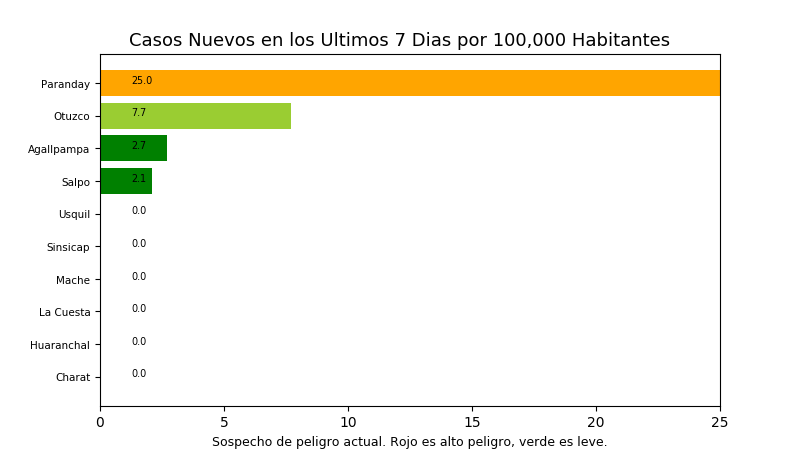 Casos Nuevos en los Ultimos 7 Dias por 100,000 Habitantes
Paranday 25.0
Otuzco 7.7
Agallpampa 2.7
Salpo 2.1
Usquil 0.0
Sinsicap 0.0
Mache 0.0
La Cuesta 0.0
Huaranchal 0.0
Charat 0.0
0 5 10 15 20 25
Sospecho de peligro actual. Rojo es alto peligro, verde es leve.